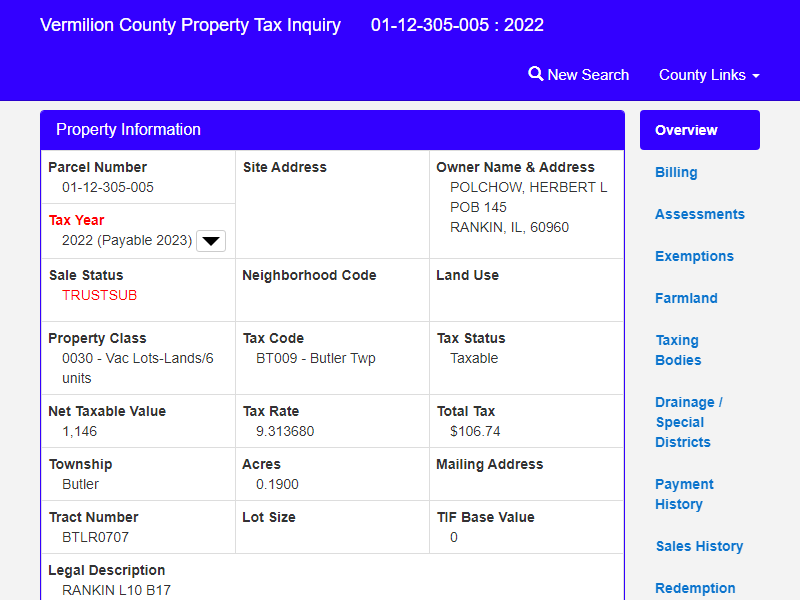 Vermilion County Property Tax Inquiry 01-12-305-005 : 2022
New Search County Links
Property Information
Parcel Number
01-12-305-005
Site Address
Owner Name & Address
POLCHOW, HERBERT L
POB 145
RANKIN, IL, 60960
Tax Year
2022 (Payable 2023)
Sale Status
TRUSTSUB
Neighborhood Code
Land Use
Property Class
0030 - Vac Lots-Lands/6
units
Tax Code
BT009 - Butler Twp
Tax Status
Taxable
Net Taxable Value
1,146
Tax Rate
9.313680
Total Tax
$106.74
Township
Butler
Acres
0.1900
Mailing Address
Tract Number
BTLR0707
Lot Size
TIF Base Value
0
Legal Description
RANKIN L10 B17
Overview
Billing
Assessments
Exemptions
Farmland
Taxing
Bodies
Drainage /
Special
Districts
Payment
History
Sales History
Redemption